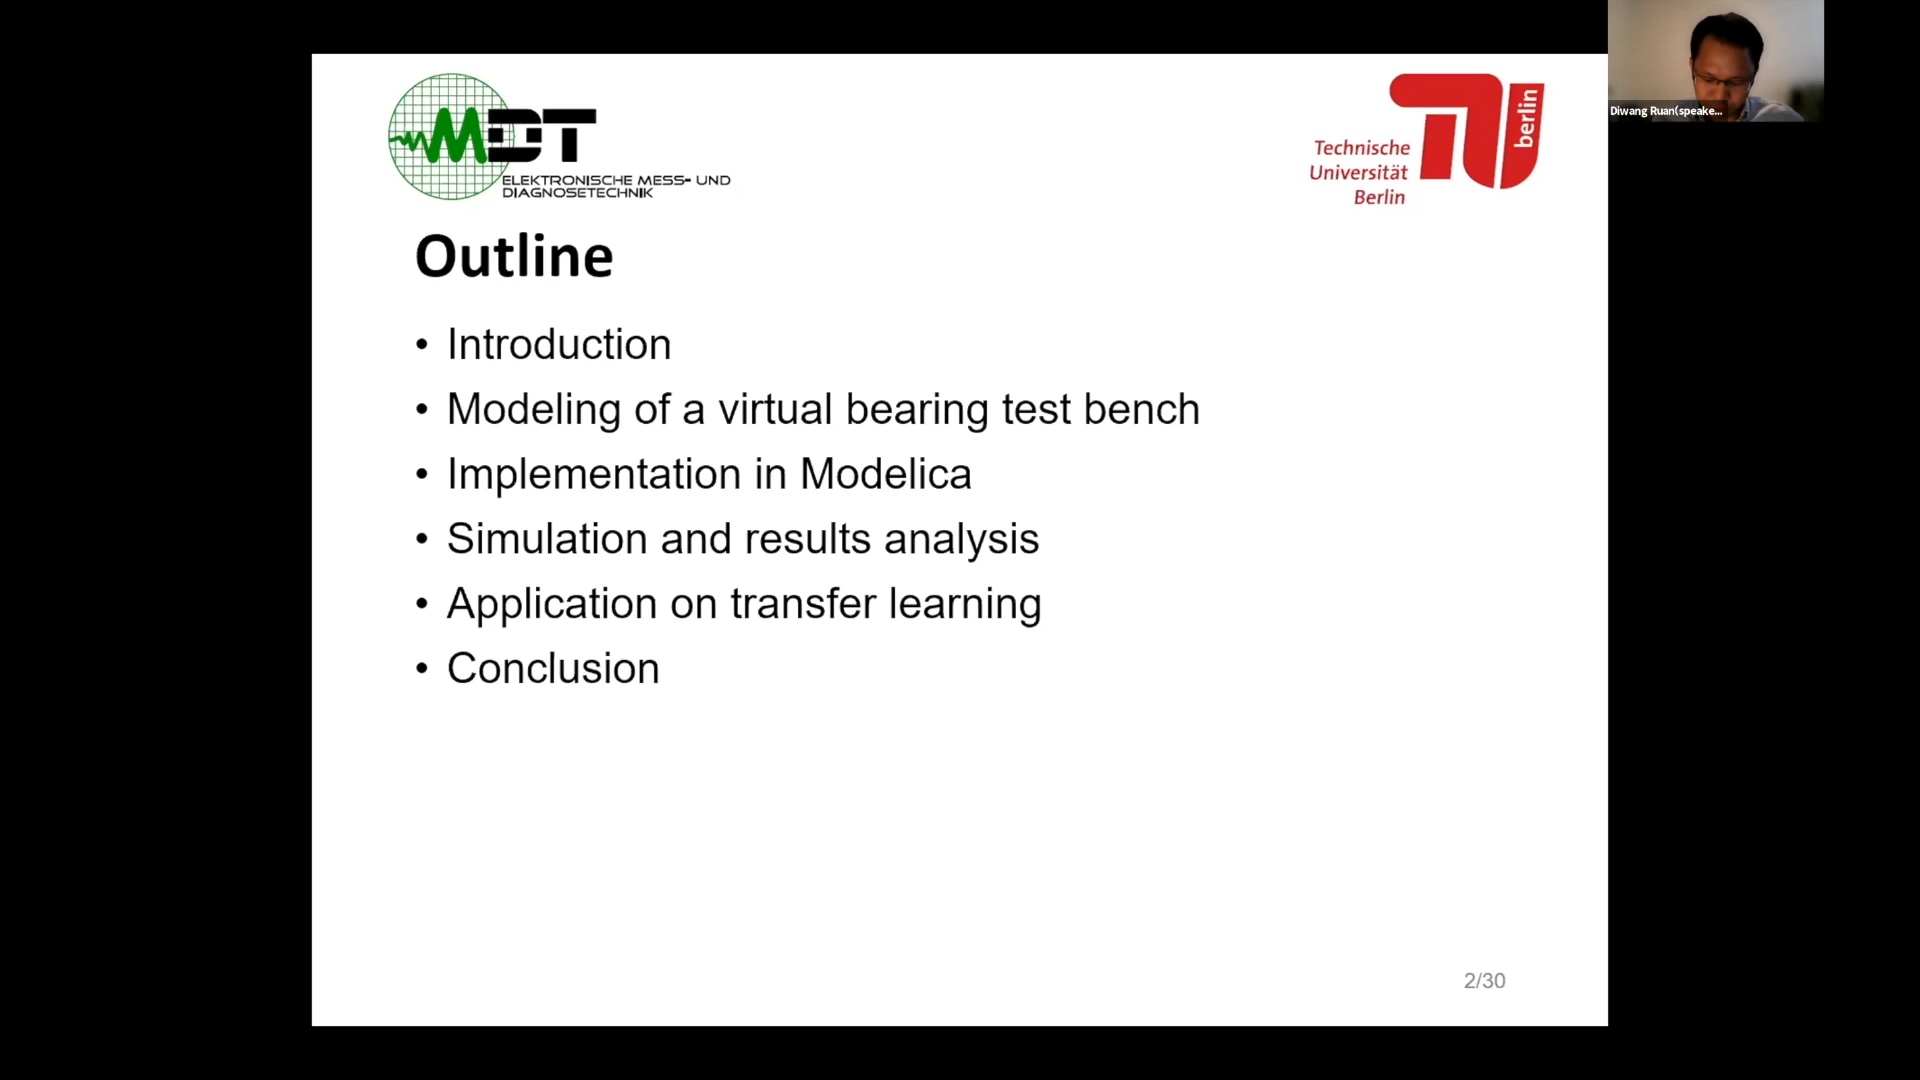 MDT
ELEKTRONISCHE MESS- UND
DIAGNOSETECHNIK
Technische
Universität
Berlin
berlin
Diwang Ruan(speake...
Outline
• Introduction
• Modeling of a virtual bearing test bench
• Implementation in Modelica
• Simulation and results analysis
• Application on transfer learning
• Conclusion
2/30